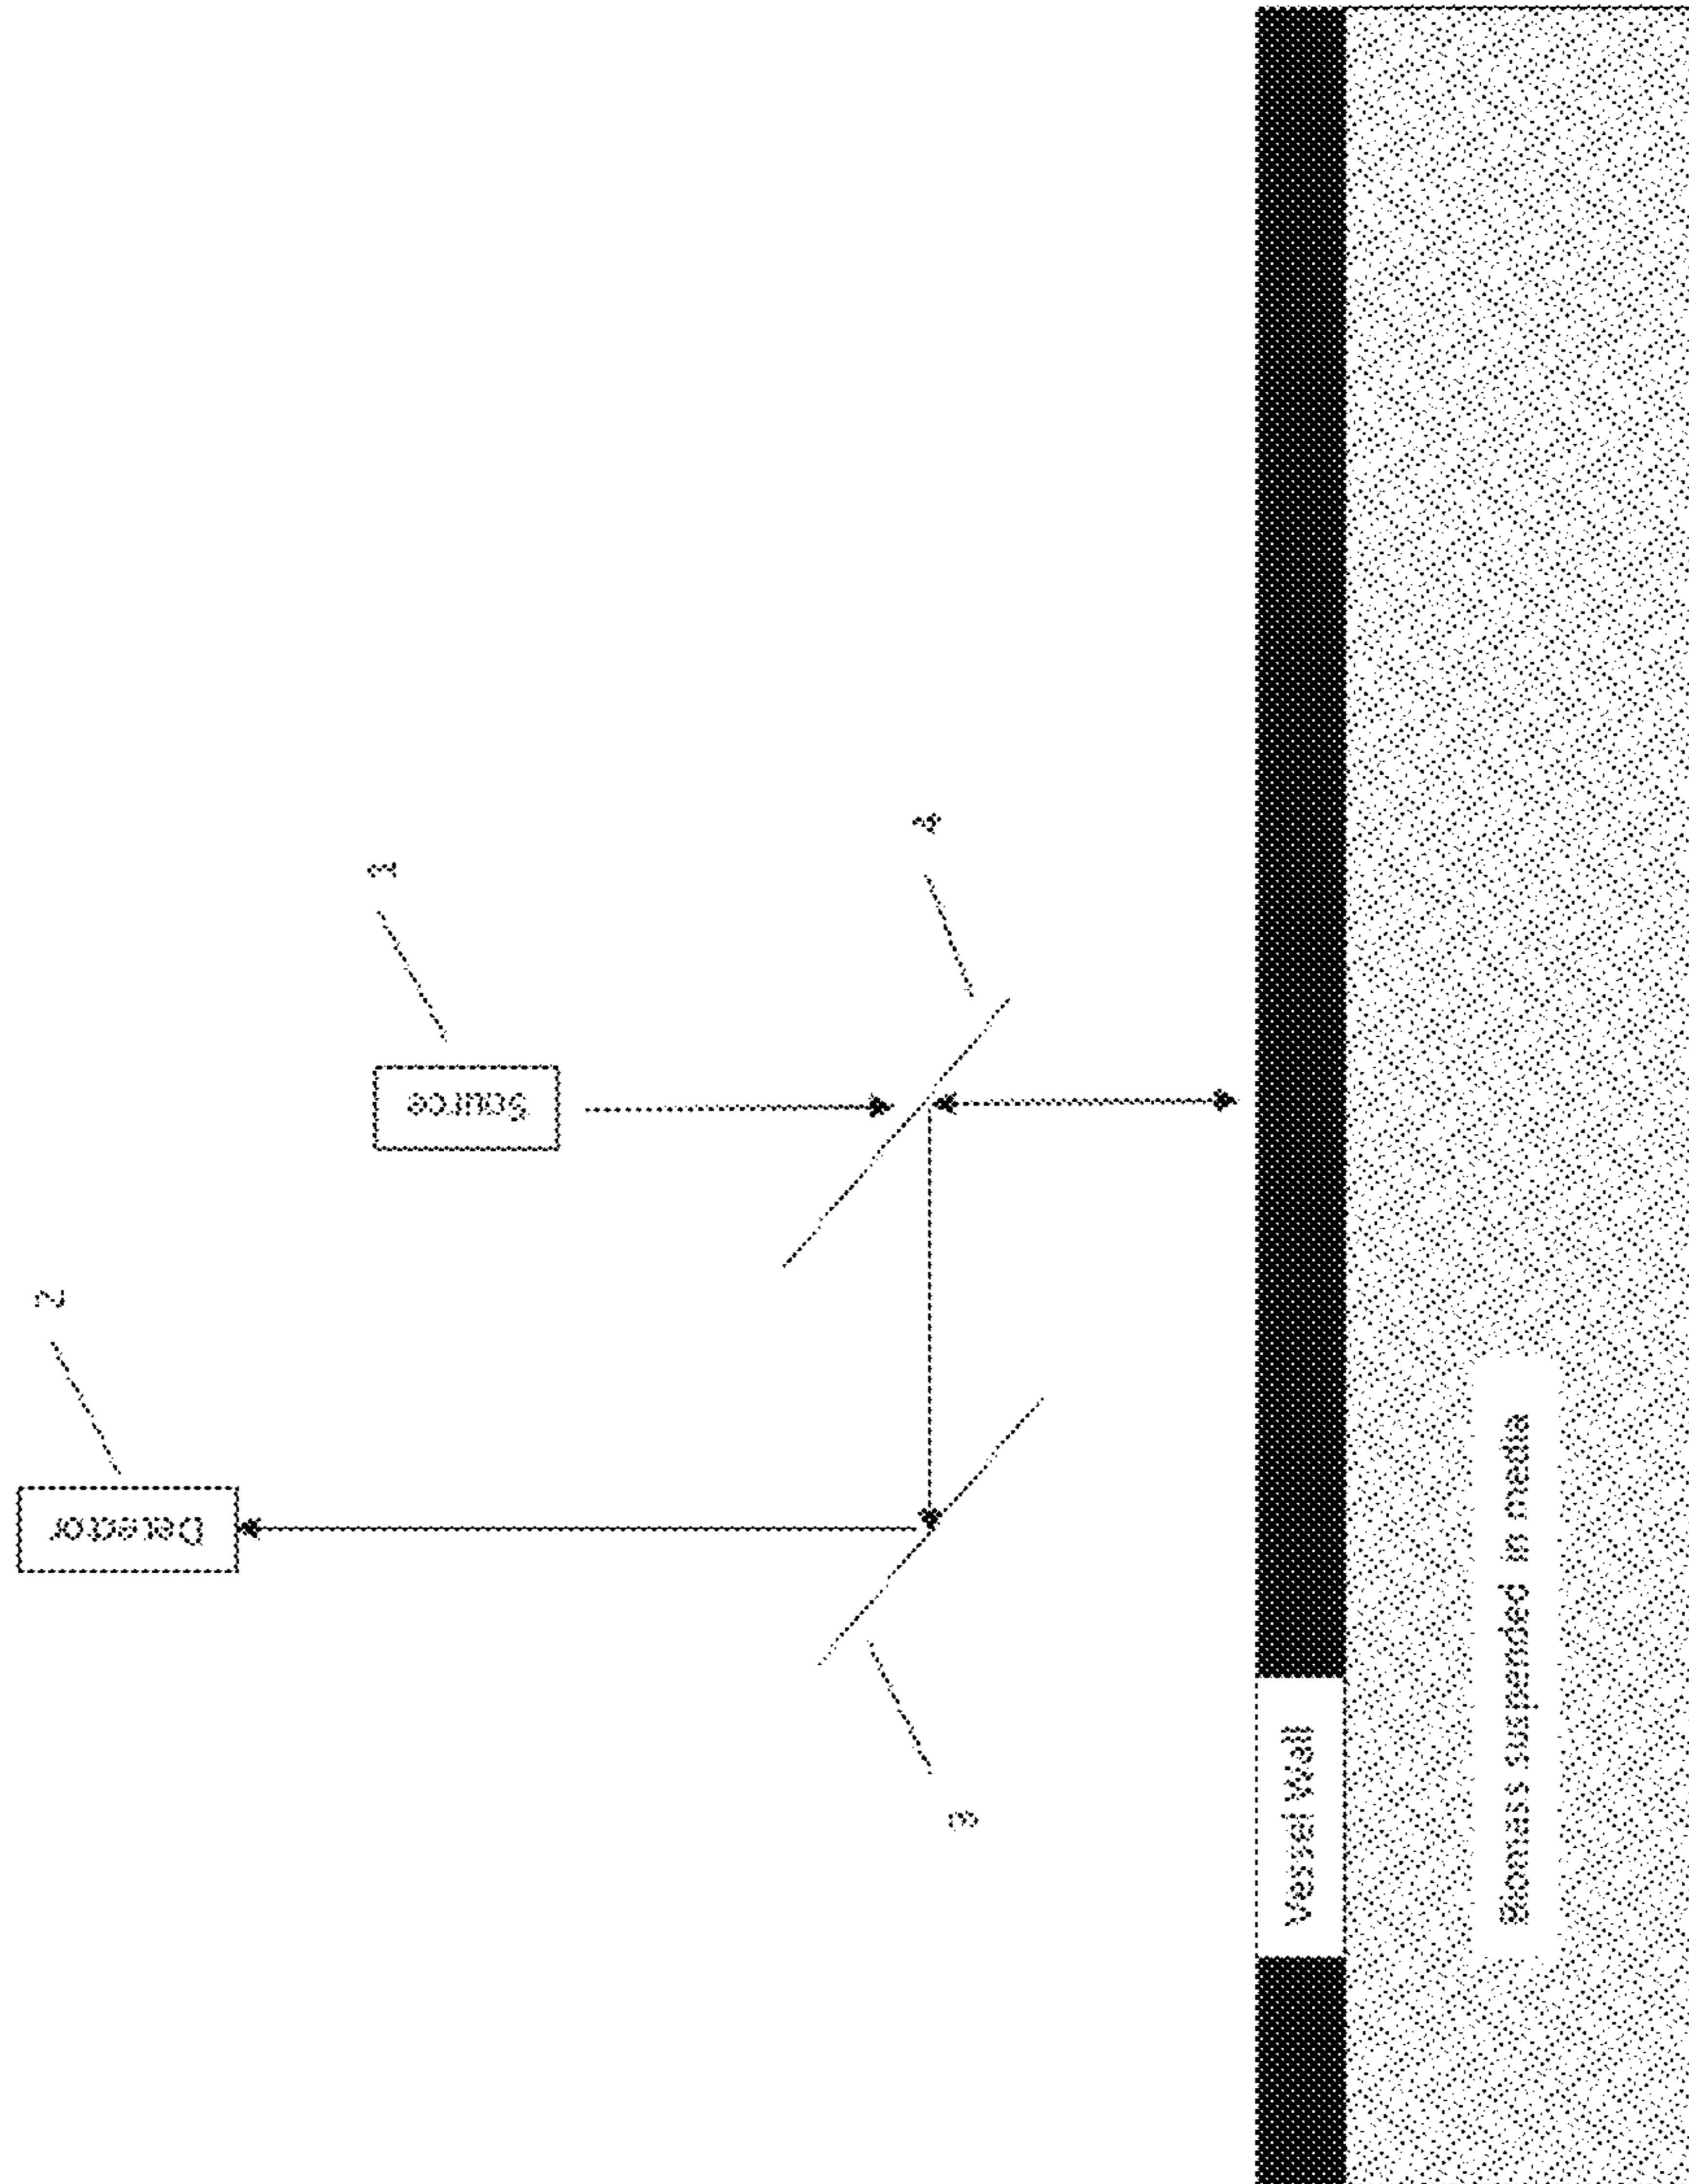 1
Source
4
2
Detector
3
Vessel Wall
Biomass suspended in media